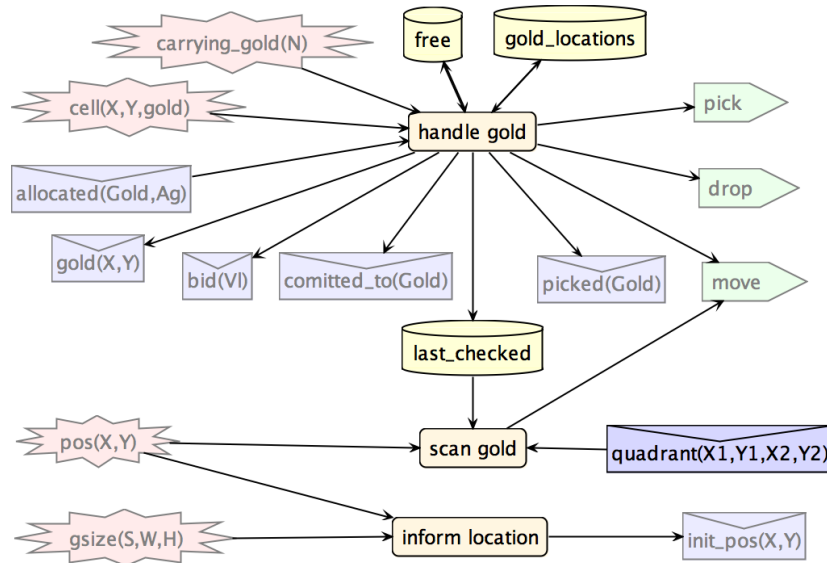 carrying_gold(N)
free
gold_locations
cell(X,Y,gold)
handle gold
pick
allocated(Gold,Ag)
drop
gold(X,Y)
bid(Vl)
comitted_to(Gold)
picked(Gold)
move
last_checked
pos(X,Y)
scan gold
quadrant(X1,Y1,X2,Y2)
gsize(S,W,H)
inform location
init_pos(X,Y)